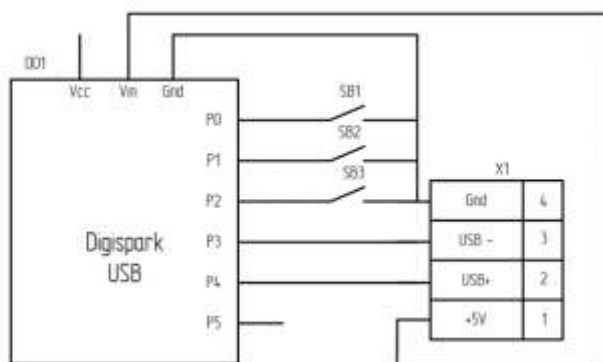 DD1
Vcc Vin Gnd
P0
P1
P2
P3
P4
P5
Digispark
USB
SB1
SB2
SB3
X1
Gnd 4
USB - 3
USB+ 2
+5V 1